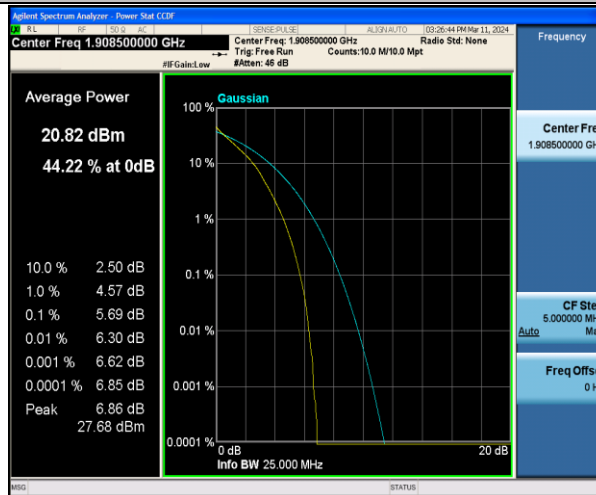 Agilent Spectrum Analyzer - Power Stat CCDF
RL RF 50 Ω AC SENSE:PULSE ALIGNAUTO 03:26:44 PM Mar 11, 2024
Center Freq 1.908500000 GHz
Center Freq: 1.908500000 GHz Radio Std: None
Trig: Free Run Counts:10.0 M/10.0 Mpt
#IFGain:Low #Atten: 46 dB
Frequency
Average Power
20.82 dBm
44.22 % at 0dB
10.0 % 2.50 dB
1.0 % 4.57 dB
0.1 % 5.69 dB
0.01 % 6.30 dB
0.001 % 6.62 dB
0.0001 % 6.85 dB
Peak 6.86 dB
27.68 dBm
Gaussian
100 %
10 %
1 %
0.1 %
0.01 %
0.001 %
0.0001 %
0 dB 20 dB
Info BW 25.000 MHz
Center Fre
1.908500000 GH
CF Ste
5.000000 MH
Auto Ma
Freq Offs
0 H
MSG STATUS